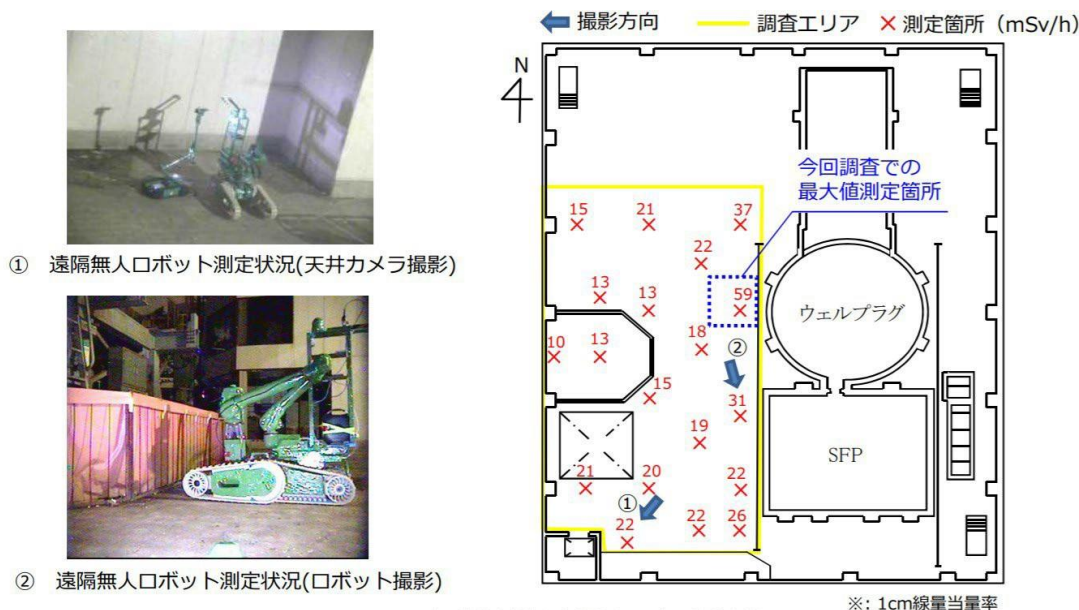 撮影方向 調査エリア × 測定箇所（mSv/h）
N
今回調査での
最大値測定箇所
15 21 37
22
13 13 59
ウェルプラグ
10 13 18
②
15 31
19
SFP
21 20 22
①
22 22 26
① 遠隔無人ロボット測定状況(天井カメラ撮影)
② 遠隔無人ロボット測定状況(ロボット撮影)
※: 1cm線量当量率